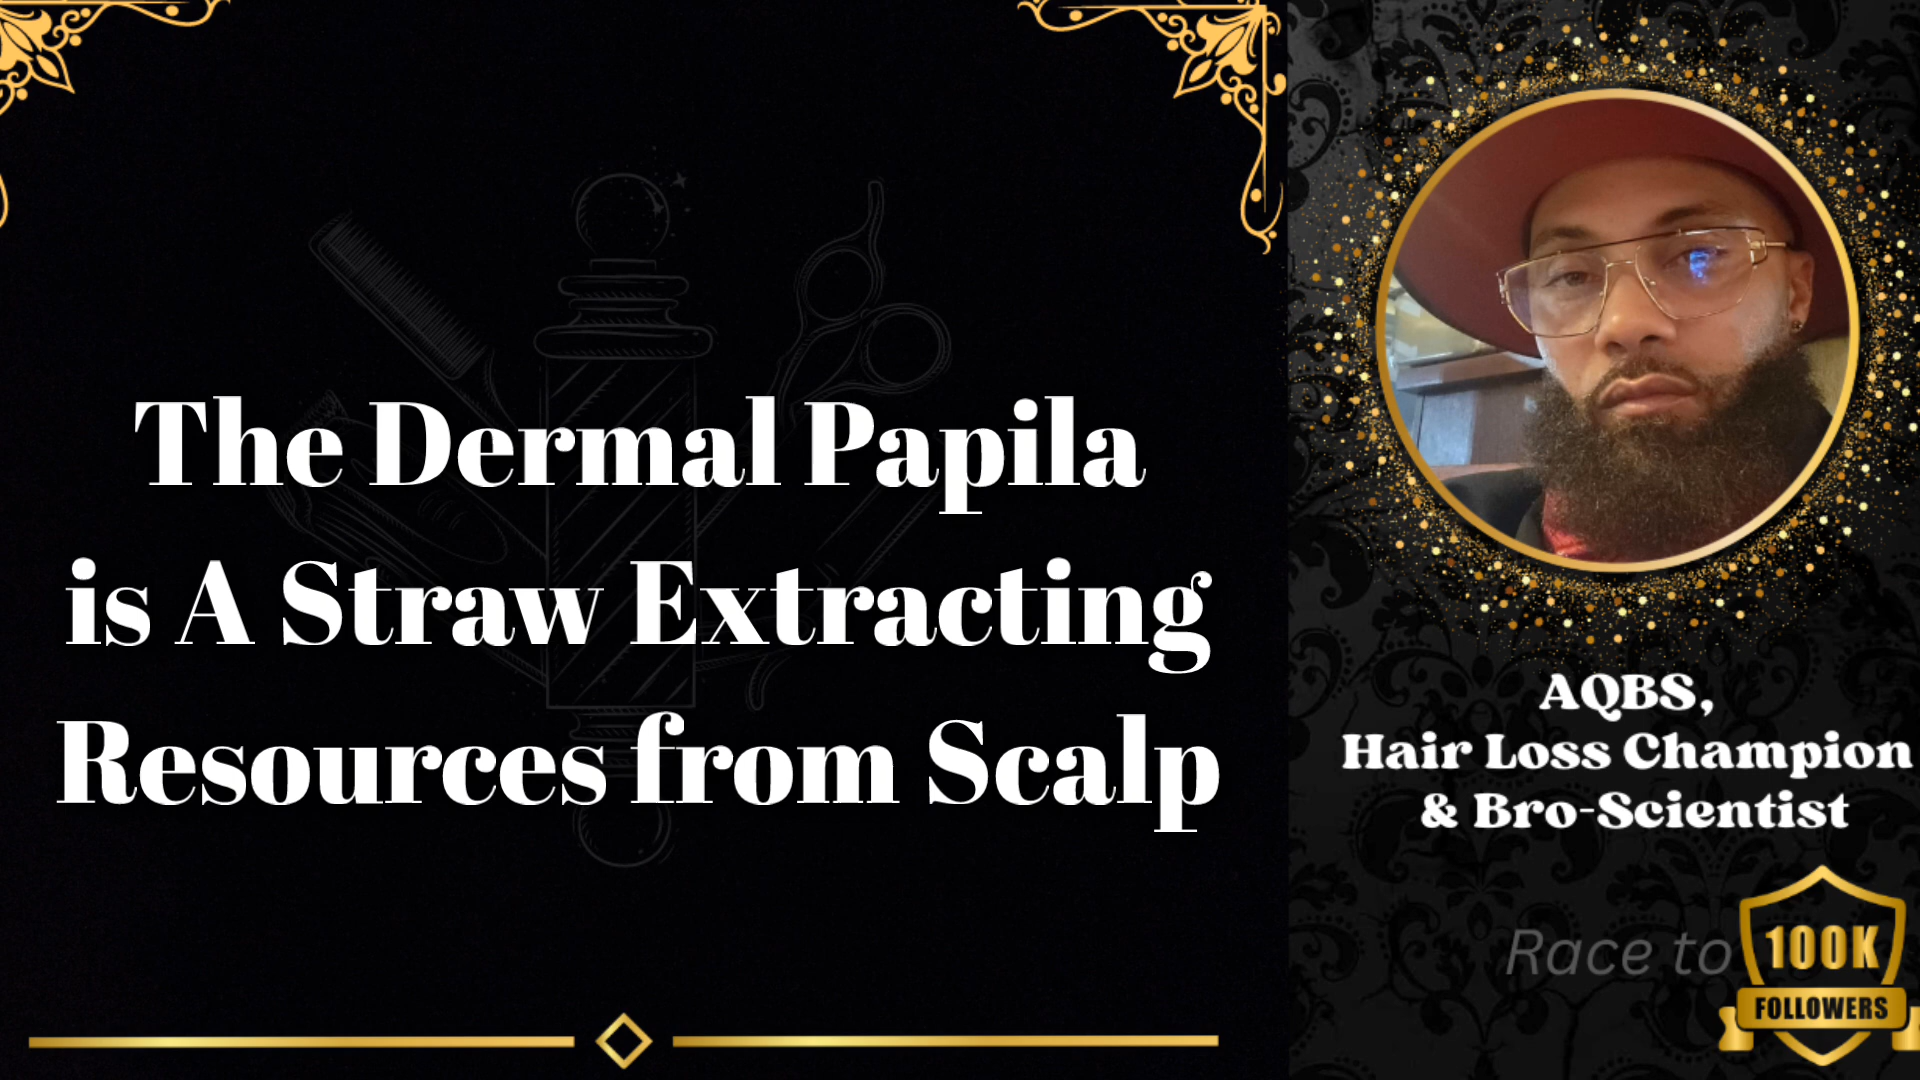 The Dermal Papila
is A Straw Extracting
Resources from Scalp
AQBS,
Hair Loss Champion
& Bro-Scientist
Race to
100K
FOLLOWERS